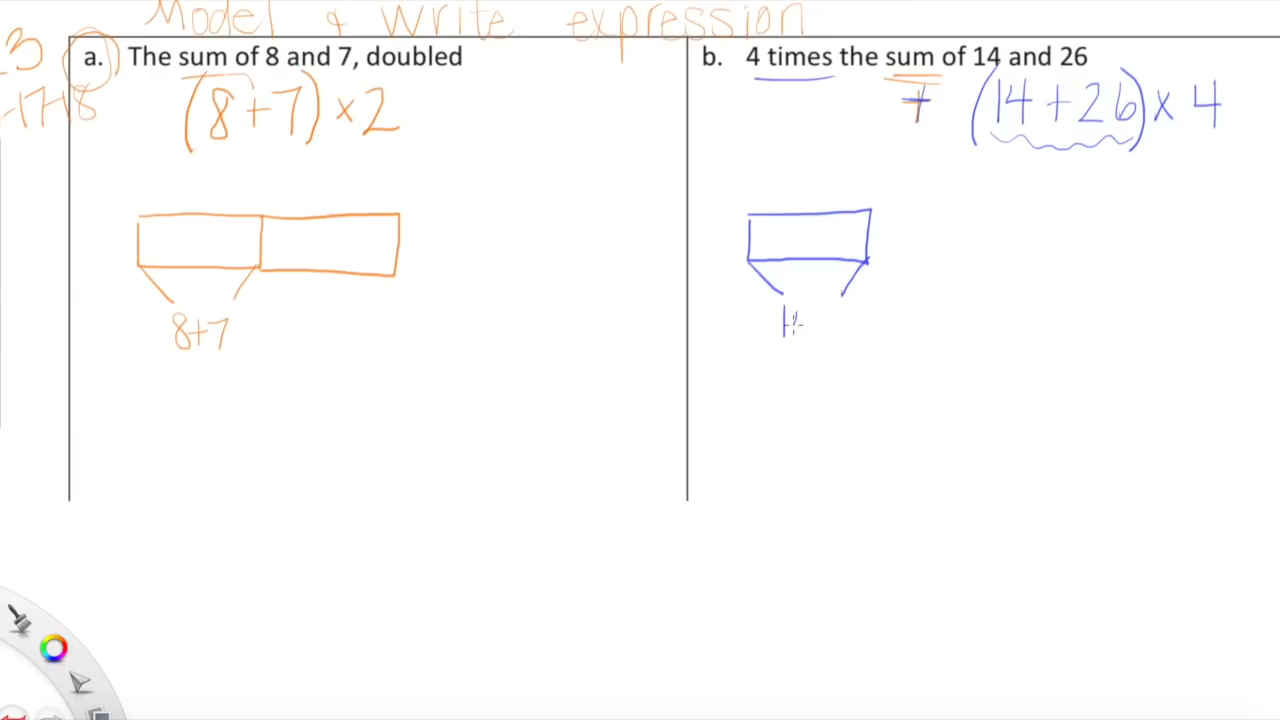 Model & Write expression
a. The sum of 8 and 7, doubled
(8+7) × 2
8+7
b. 4 times the sum of 14 and 26
+ (14 + 26) × 4